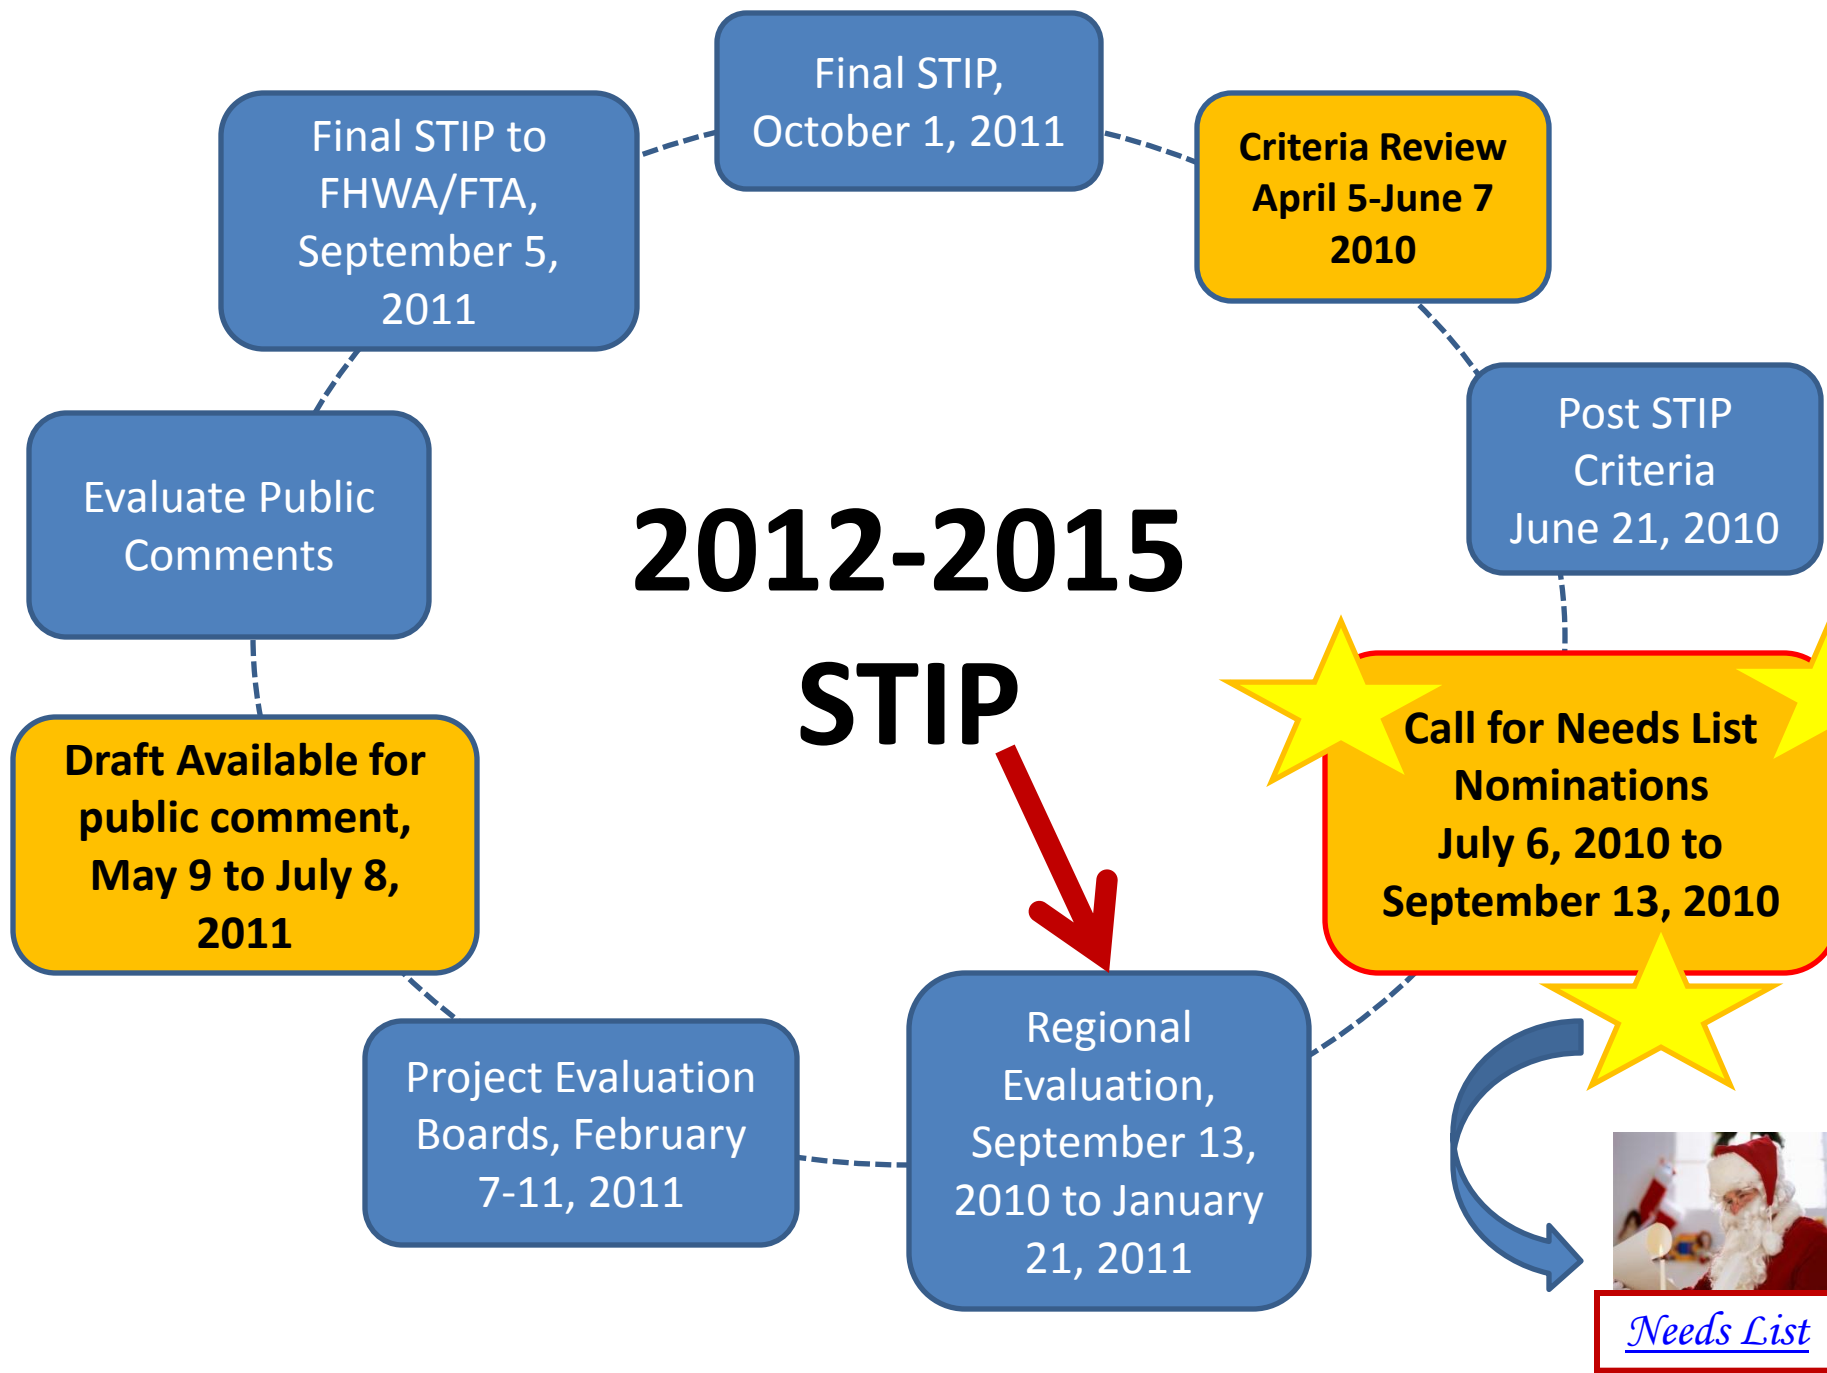 Final STIP,
October 1, 2011
Criteria Review
April 5-June 7
2010
Post STIP
Criteria
June 21, 2010
Call for Needs List
Nominations
July 6, 2010 to
September 13, 2010
Regional
Evaluation,
September 13,
2010 to January
21, 2011
Project Evaluation
Boards, February
7-11, 2011
Draft Available for
public comment,
May 9 to July 8,
2011
Evaluate Public
Comments
Final STIP to
FHWA/FTA,
September 5,
2011
2012-2015
STIP
Needs List